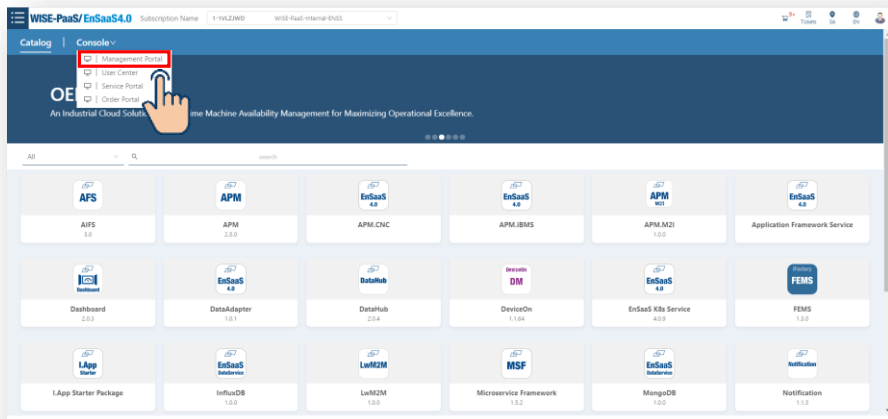 WISE-PaaS/ EnSaaS4.0 Subscription Name 1-1VLZJWD WISE-PaaS-Internal-ENSS 9+ Tickets SA EN
Catalog | Console
Management Portal
User Center
Service Portal
Order Portal
OE
An Industrial Cloud Soluti ime Machine Availability Management for Maximizing Operational Excellence.
All search
AFS APM EnSaaS 4.0 EnSaaS 4.0 APM M2I EnSaaS 4.0
AIFS APM APM.CNC APM.iBMS APM.M2I Application Framework Service
3.0 2.5.0 1.0.0
Dashboard EnSaaS 4.0 DataHub DeviceOn DM EnSaaS 4.0 iFactory FEMS
Dashboard DataAdapter DataHub DeviceOn EnSaaS K8s Service FEMS
2.0.3 1.0.1 2.0.4 1.1.64 4.0.9 1.3.0
I.App Starter EnSaaS DataService LwM2M MSF EnSaaS DataService Notification
I.App Starter Package InfluxDB LwM2M Microservice Framework MongoDB Notification
1.0.0 1.0.0 1.5.2 1.0.0 1.1.3